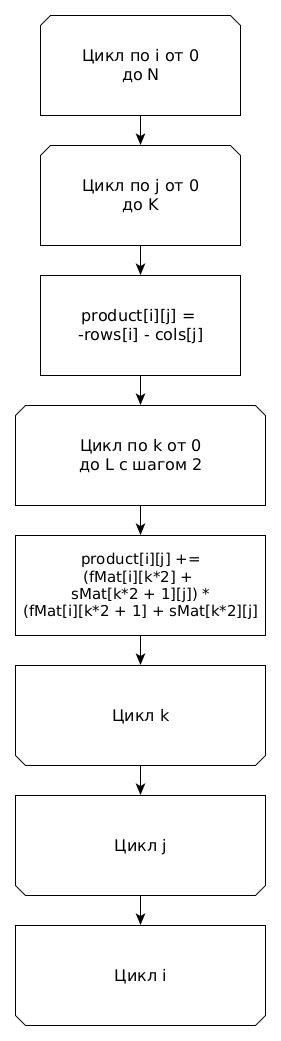 Цикл по i от 0
до N
Цикл по j от 0
до K
product[i][j] =
-rows[i] - cols[j]
Цикл по k от 0
до L с шагом 2
product[i][j] +=
(fMat[i][k*2] +
sMat[k*2 + 1][j]) *
(fMat[i][k*2 + 1] + sMat[k*2][j]
Цикл k
Цикл j
Цикл i